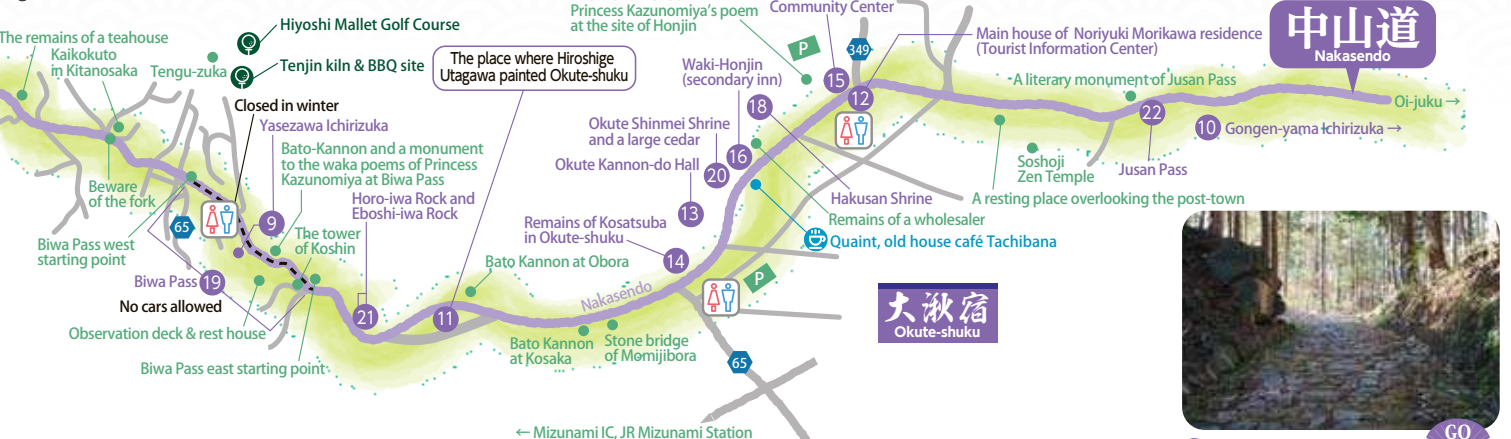 The remains of a teahouse
Kaikokuto
in Kitanosaka
Tengu-zuka
Hiyoshi Mallet Golf Course
Tenjin kiln & BBQ site
The place where Hiroshige
Utagawa painted Okute-shuku
Closed in winter
Yasezawa Ichirizuka
Bato-Kannon and a monument
to the waka poems of Princess
Kazunomiya at Biwa Pass
Horo-iwa Rock and
Eboshi-iwa Rock
Beware
of the fork
65
9
The tower
of Koshin
Biwa Pass west
starting point
Biwa Pass 19
No cars allowed
Observation deck & rest house
Biwa Pass east starting point
21
11
Bato Kannon at Obora
Nakasendo
Bato Kannon
at Kosaka
Stone bridge
of Momijibora
Remains of Kosatsuba
in Okute-shuku
14
13
Okute Kannon-do Hall
20
Okute Shinmei Shrine
and a large cedar
16
Waki-Honjin
(secondary inn)
18
Princess Kazunomiya's poem
at the site of Honjin
P
Community Center
15
349
12
Main house of Noriyuki Morikawa residence
(Tourist Information Center)
Hakusan Shrine
Remains of a wholesaler
Quaint, old house café Tachibana
P
65
← Mizunami IC, JR Mizunami Station
大湫宿
Okute-shuku
A literary monument of Jusan Pass
A resting place overlooking the post-town
Soshoji
Zen Temple
22
Jusan Pass
10 Gongen-yama Ichirizuka →
中山道
Nakasendo
Oi-juku →
GO